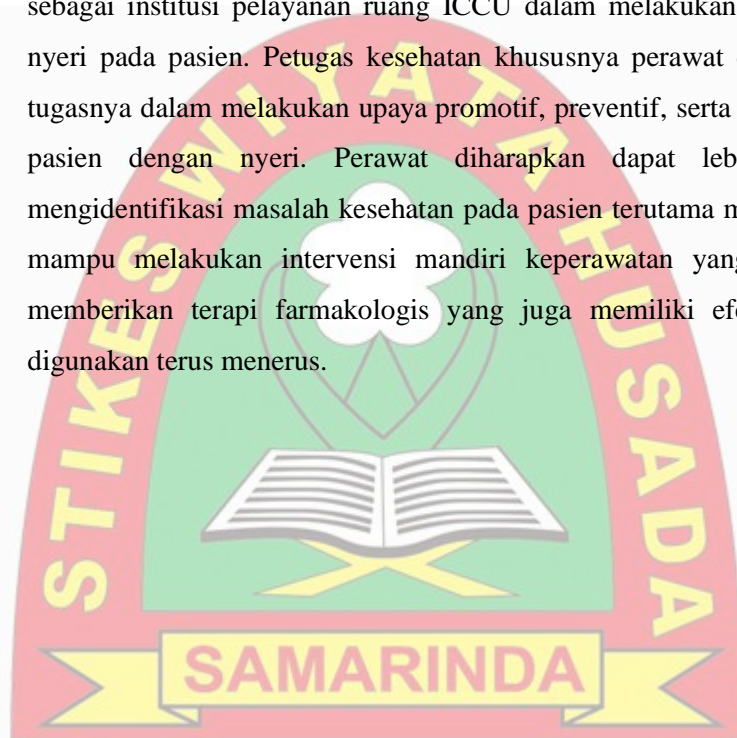 sebagai institusi pelayanan ruang ICCU dalam melakukan
nyeri pada pasien. Petugas kesehatan khususnya perawat
tugasnya dalam melakukan upaya promotif, preventif, serta
pasien dengan nyeri. Perawat diharapkan dapat
mengidentifikasi masalah kesehatan pada pasien terutama
mampu melakukan intervensi mandiri keperawatan yang
memberikan terapi farmakologis yang juga memiliki
digunakan terus menerus.
STIKES WIYATA HUSADA
SAMARINDA